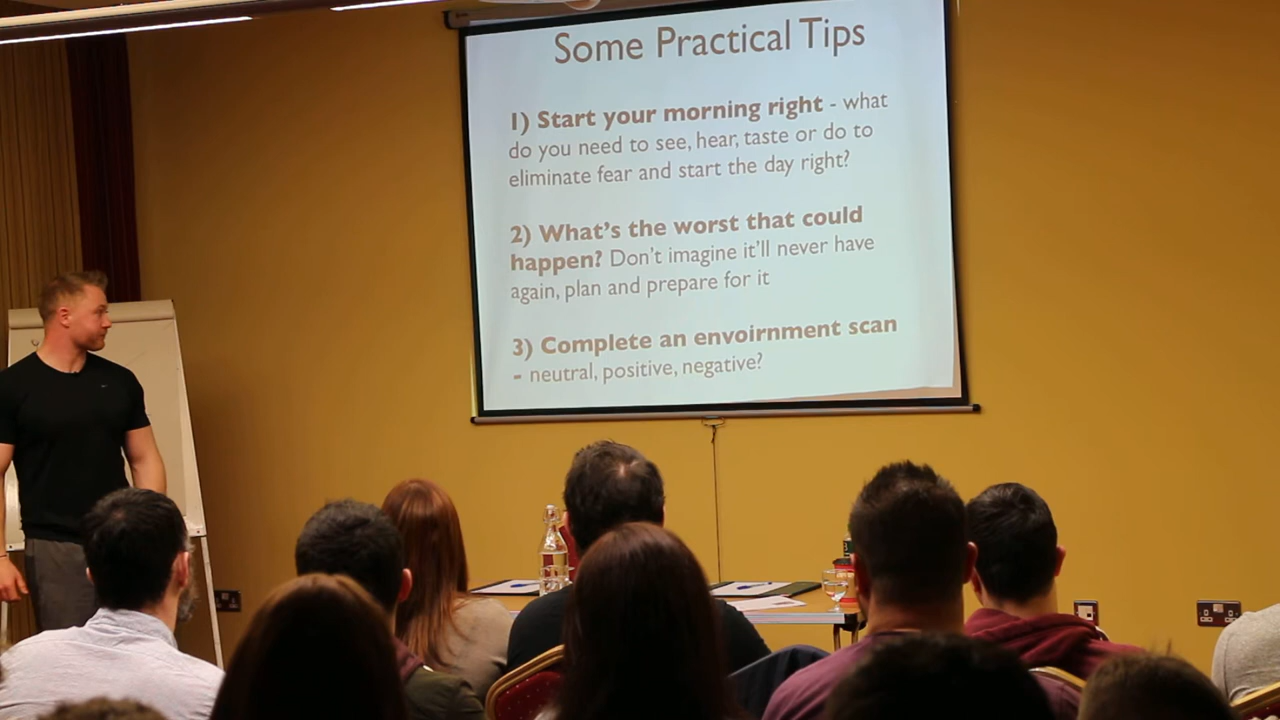 Some Practical Tips
1) Start your morning right - what
do you need to see, hear, taste or do to
eliminate fear and start the day right?
2) What's the worst that could
happen? Don't imagine it'll never have
again, plan and prepare for it
3) Complete an envoirnment scan
- neutral, positive, negative?